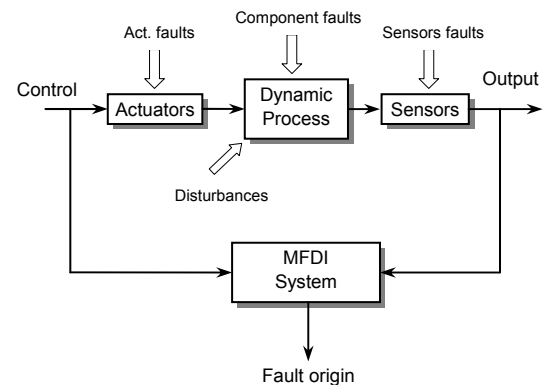 Component faults
Act. faults
Sensors faults
Control
Output
Actuators
Dynamic
Process
Sensors
Disturbances
MFDI
System
Fault origin